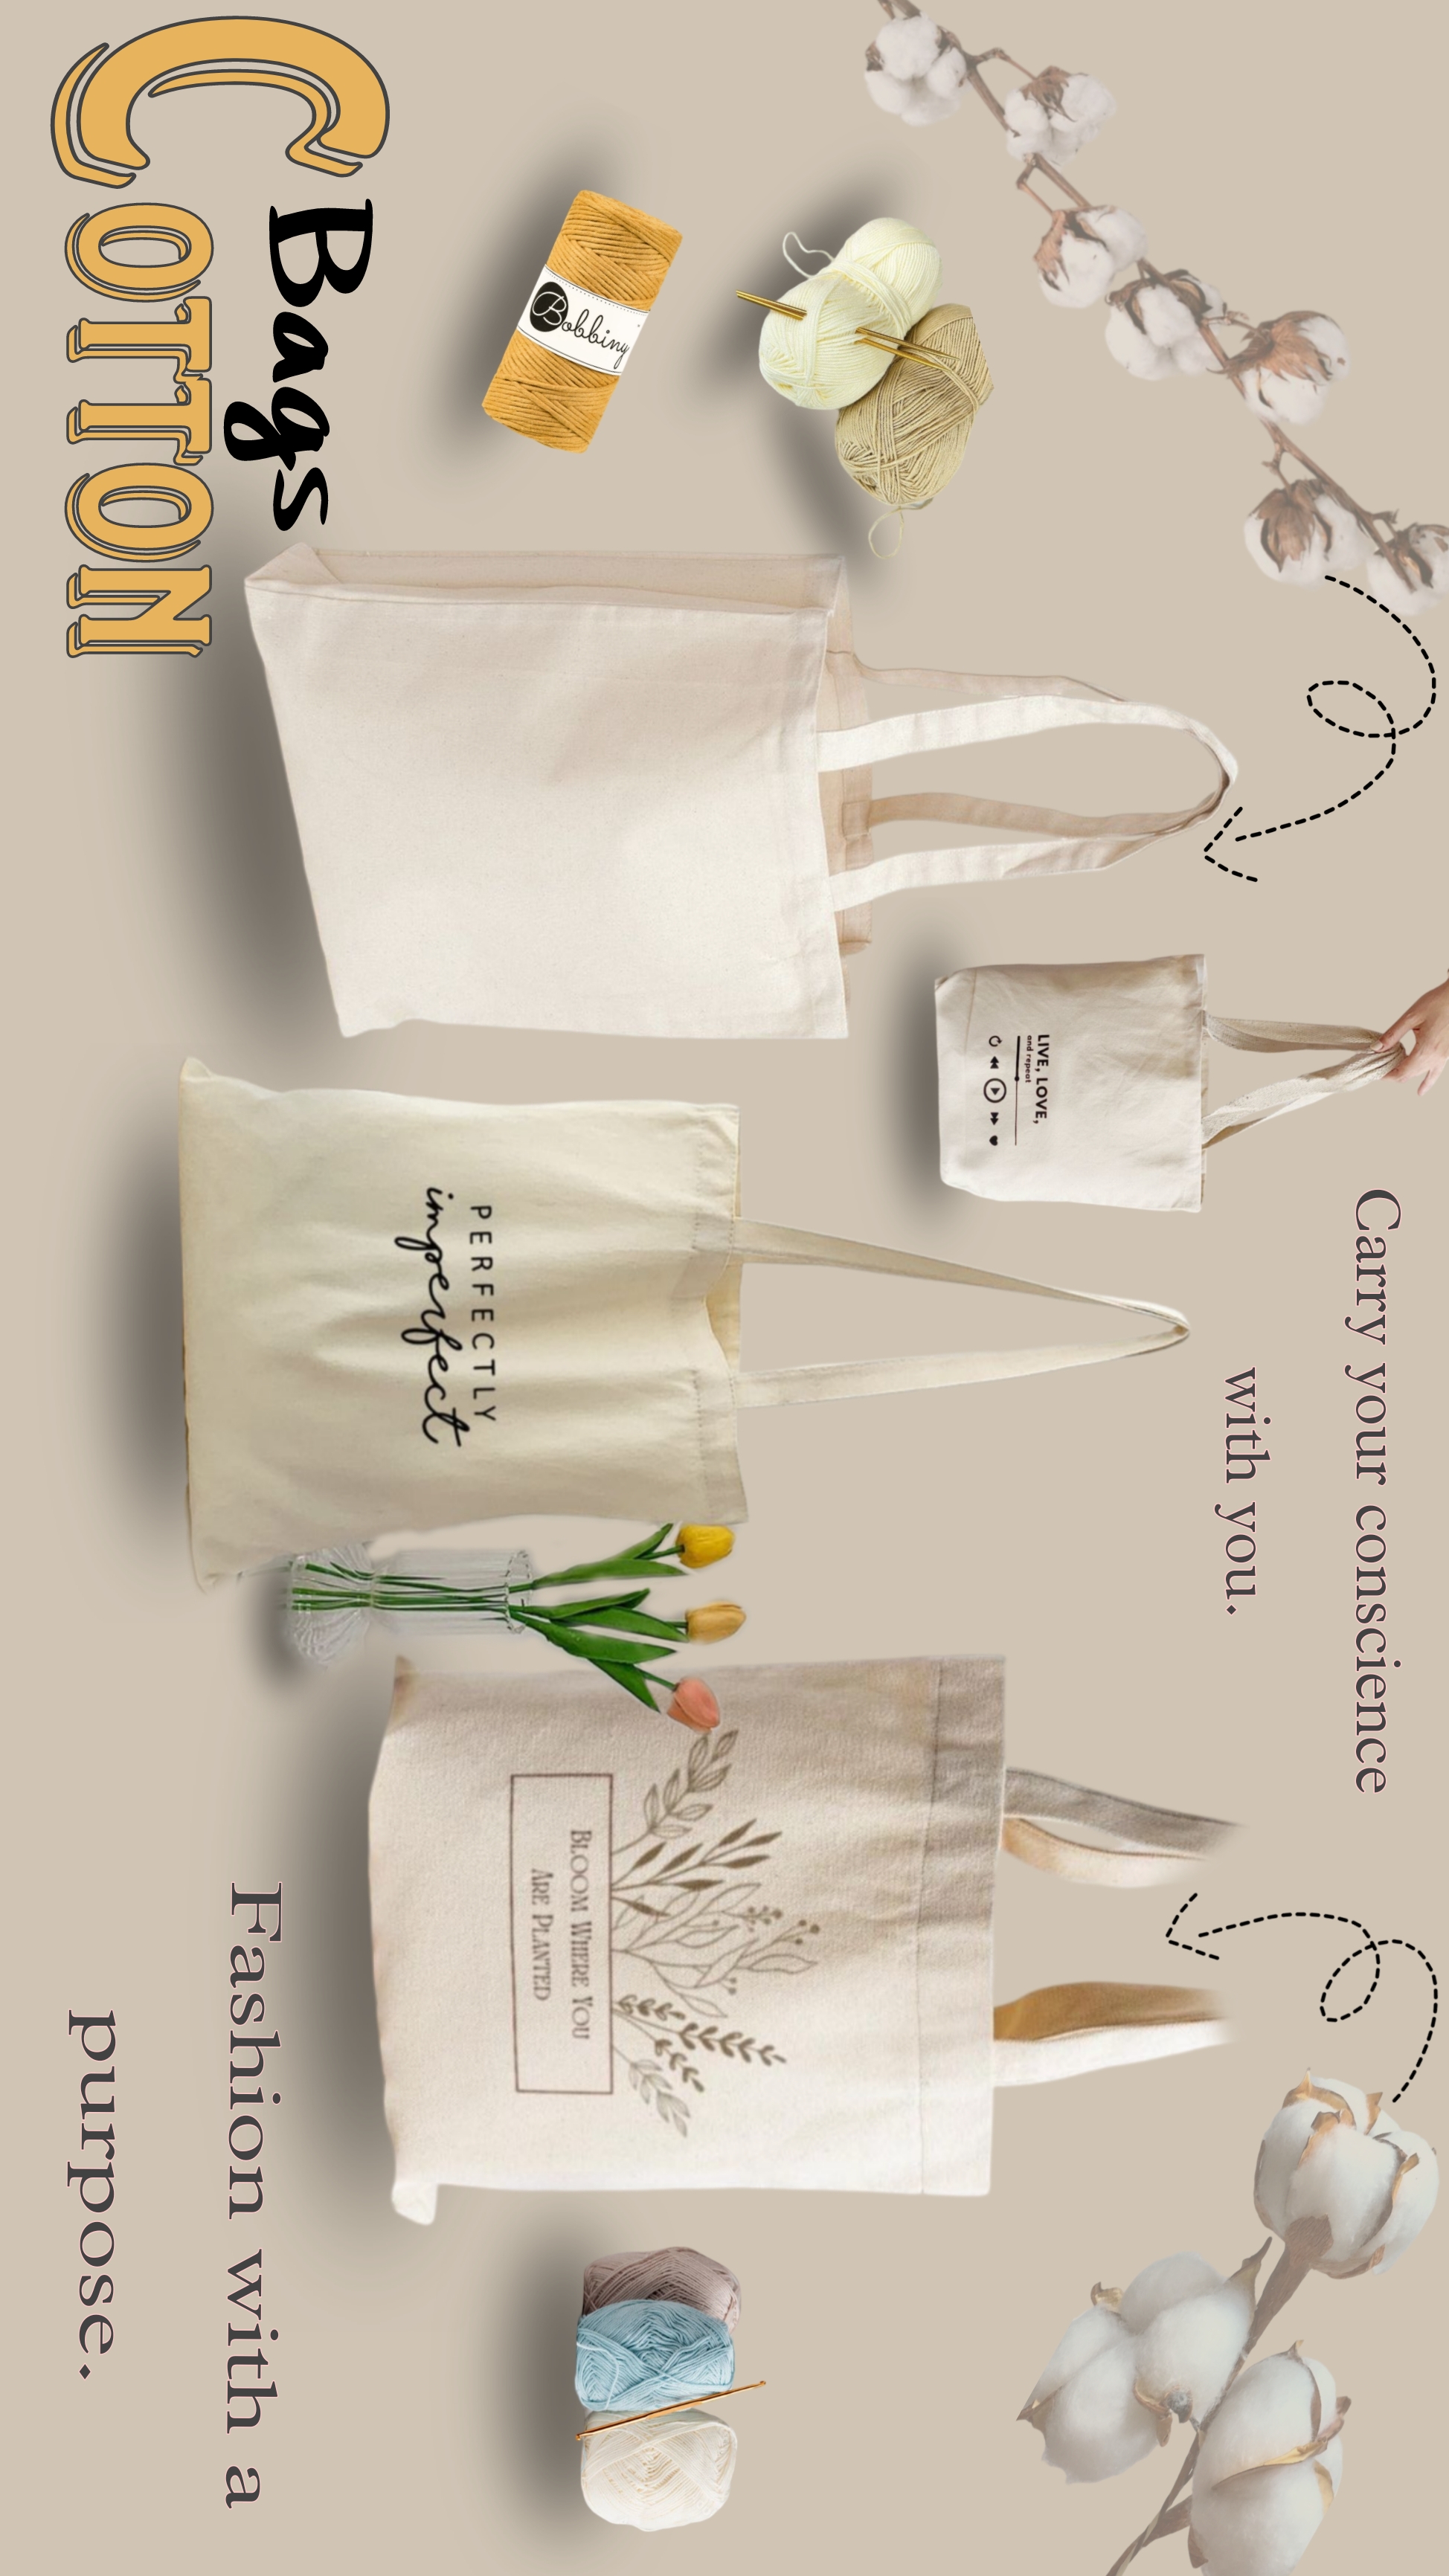 Carry your conscience
with you.
LIVE, LOVE,
and repeat
PERFECTLY
imperfect
BLOOM WHERE YOU
ARE PLANTED
Bobbiny
Bags
COTTON
Fashion with a
purpose.